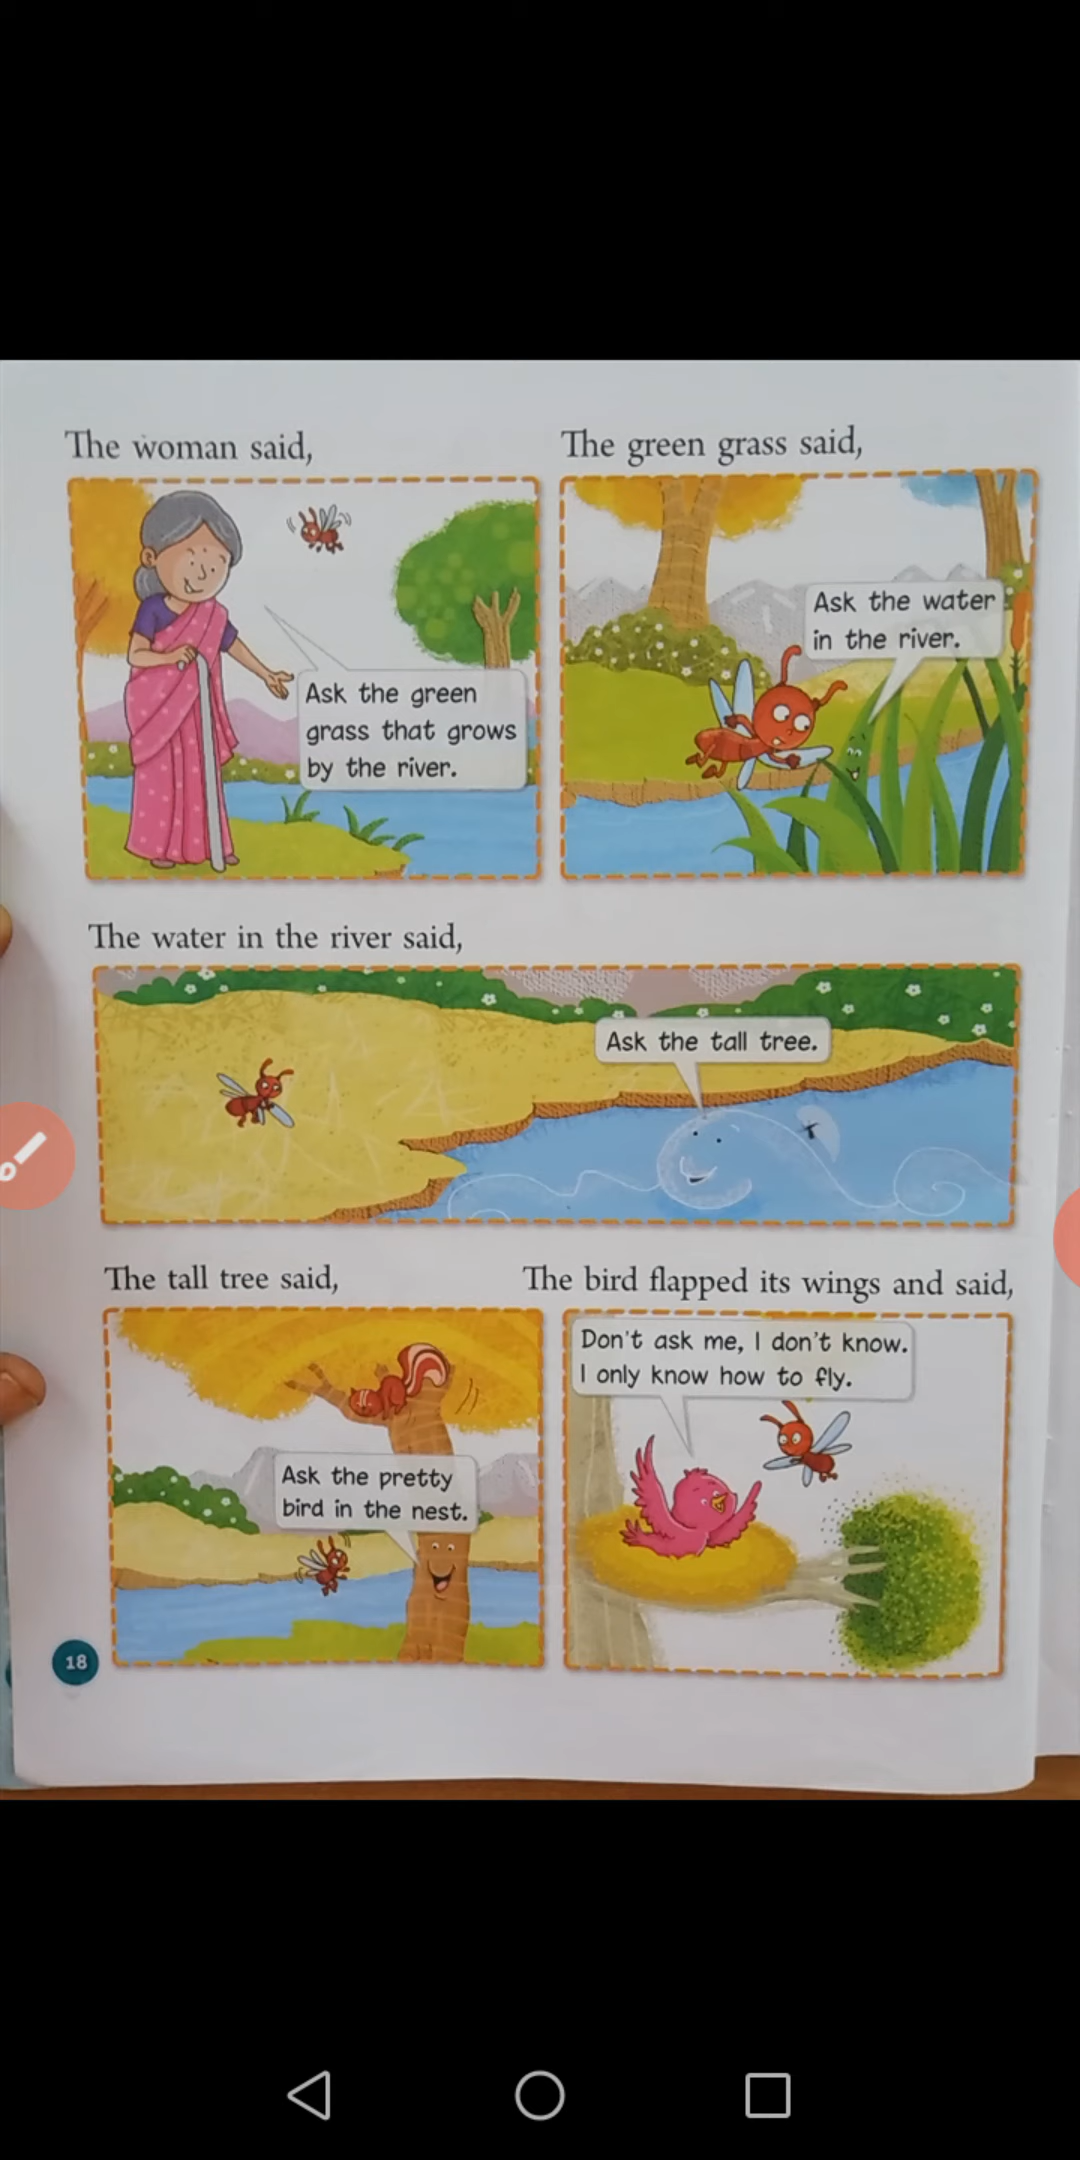 The woman said,
Ask the green
grass that grows
by the river.
The green grass said,
Ask the water
in the river.
The water in the river said,
Ask the tall tree.
The tall tree said,
Ask the pretty
bird in the nest.
The bird flapped its wings and said,
Don't ask me, I don't know.
I only know how to fly.
18